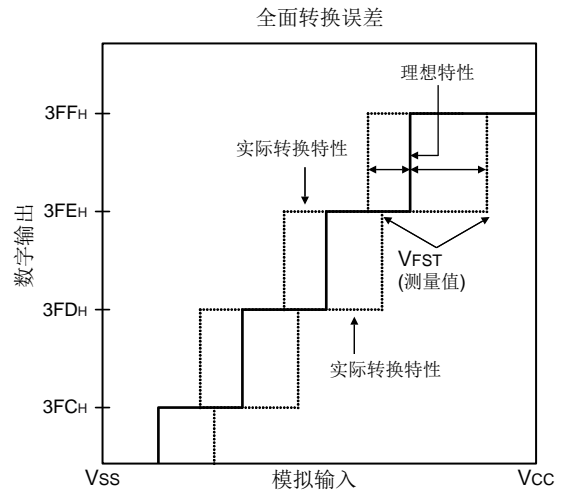 全面转换误差
理想特性
3FFH
实际转换特性
3FEH
数字输出
VFST
(测量值)
3FDH
实际转换特性
3FCH
VSS
模拟输入
VCC